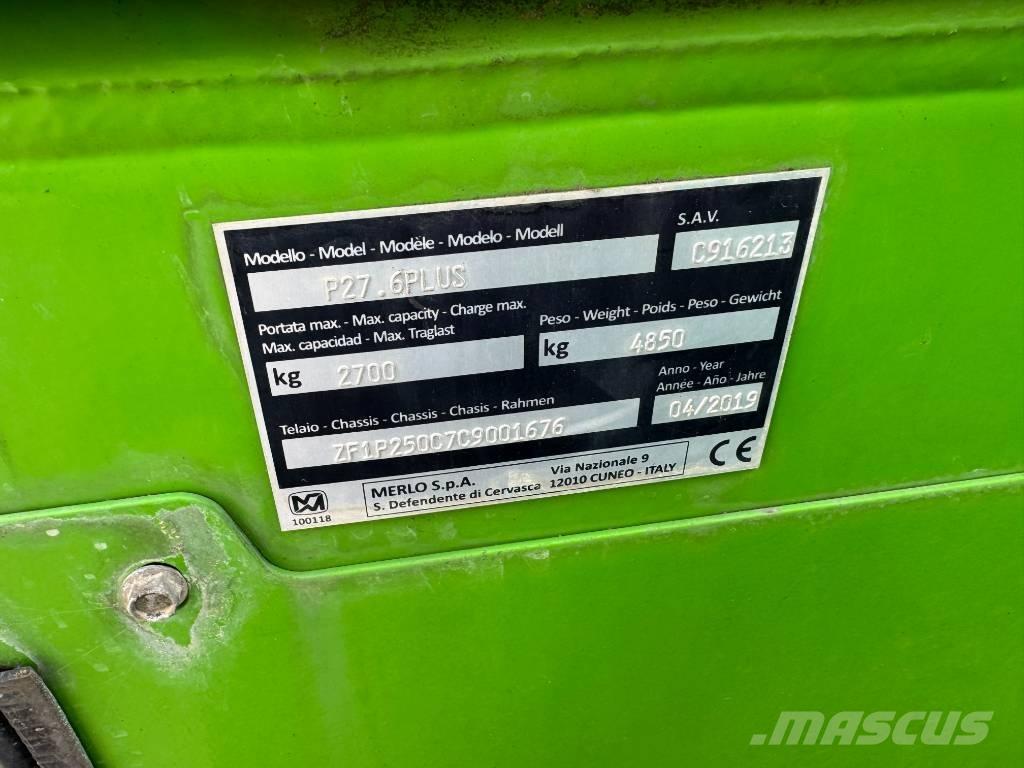 Modello - Model - Modèle - Modelo - Modell
P27.6PLUS
S.A.V.
C916213
Portata max. - Max. capacity - Charge max.
Max. capacidad - Max. Traglast
kg 2700
Peso - Weight - Poids - Peso - Gewicht
kg 4850
Telaio - Chassis - Chassis - Chasis - Rahmen
ZF1P250C7C9001676
Anno - Year
Année - Año - Jahre
04/2019
100118
MERLO S.p.A.
S. Defendente di Cervasca
Via Nazionale 9
12010 CUNEO - ITALY
CE
MASCUS